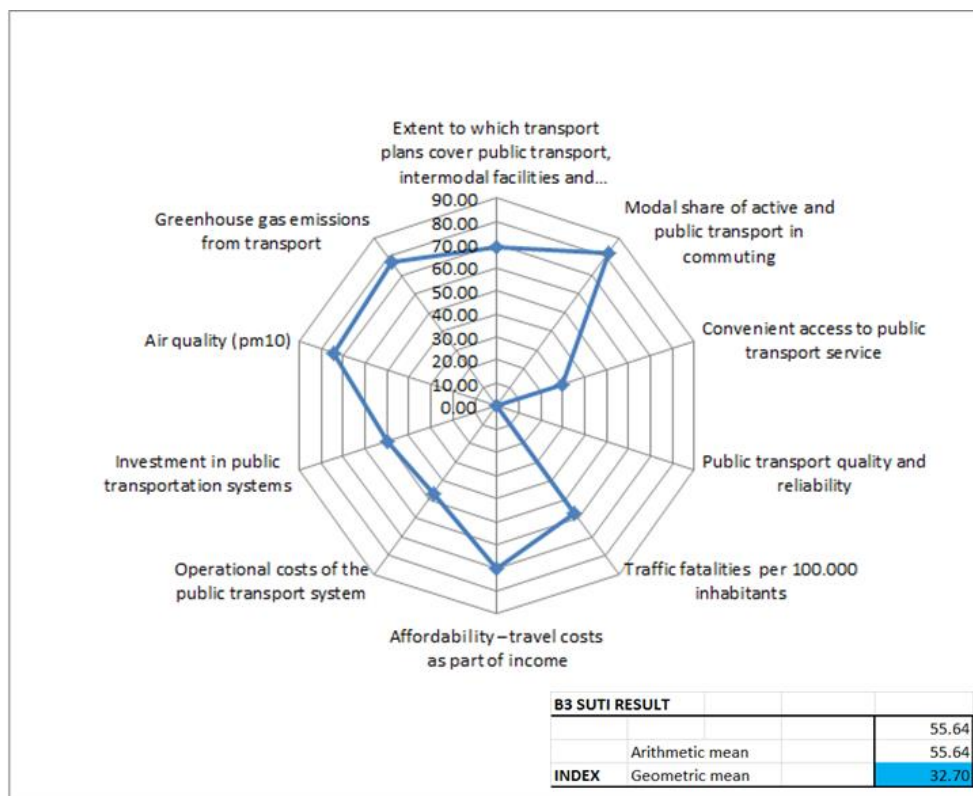 Extent to which transport
plans cover public transport,
intermodal facilities and...
Modal share of active and
public transport in
commuting
Convenient access to public
transport service
Public transport quality and
reliability
Traffic fatalities per 100.000
inhabitants
Affordability – travel costs
as part of income
Operational costs of the
public transport system
Investment in public
transportation systems
Air quality (pm10)
Greenhouse gas emissions
from transport
90.00
80.00
70.00
60.00
50.00
40.00
30.00
20.00
10.00
0.00
B3 SUTI RESULT
55.64
Arithmetic mean 55.64
INDEX Geometric mean 32.70